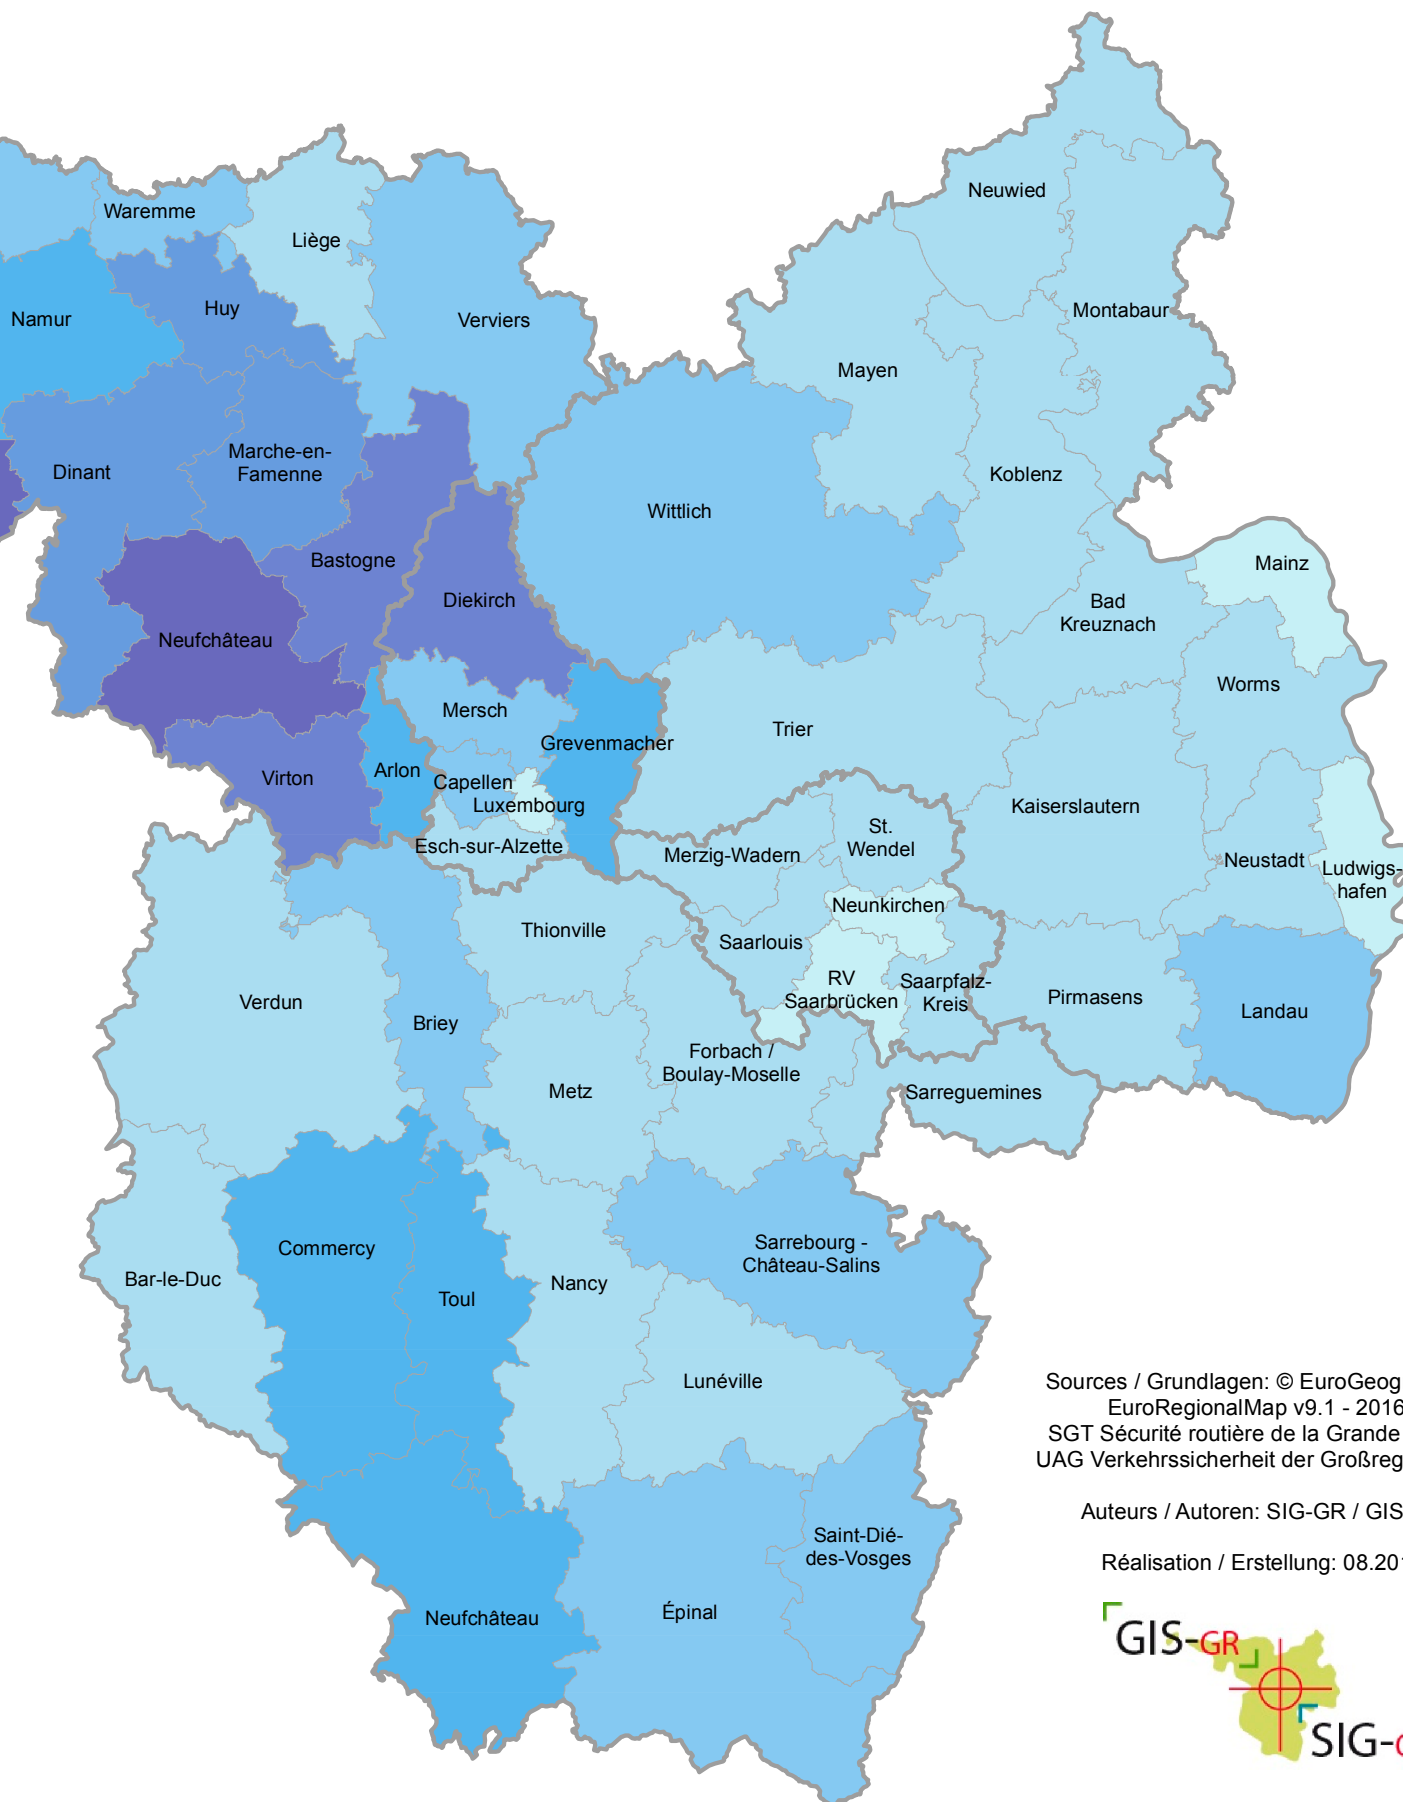 Neuwied
Waremme
Liège
Huy
Montabaur
Namur
Verviers
Mayen
Marche-en-
Famenne
Dinant
Koblenz
Wittlich
Bastogne
Mainz
Diekirch
Bad
Kreuznach
Neufchâteau
Worms
Mersch
Trier
Grevenmacher
Arlon
Virton
Capellen
Luxembourg
Kaiserslautern
St.
Wendel
Esch-sur-Alzette
Merzig-Wadern
Neustadt
Ludwigs-
hafen
Neunkirchen
Thionville
Saarlouis
RV
Saarbrücken
Saarpfalz-
Kreis
Pirmasens
Verdun
Landau
Briey
Forbach /
Boulay-Moselle
Metz
Sarreguemines
Commercy
Sarrebourg -
Château-Salins
Bar-le-Duc
Nancy
Toul
Lunéville
Sources / Grundlagen: © EuroGeog
EuroRegionalMap v9.1 - 2016
SGT Sécurité routière de la Grande
UAG Verkehrssicherheit der Großreg
Auteurs / Autoren: SIG-GR / GIS
Saint-Dié-
des-Vosges
Réalisation / Erstellung: 08.201
Épinal
Neufchâteau
GIS-GR
SIG-